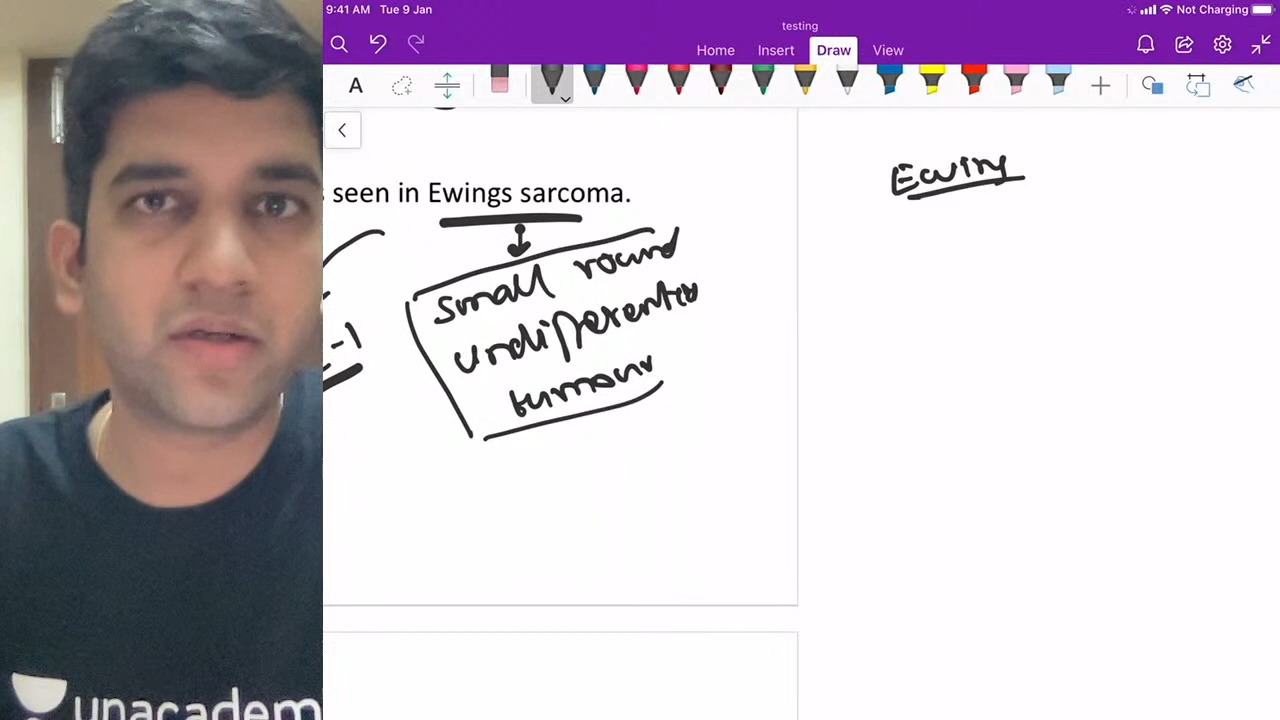 9:41 AM Tue 9 Jan
Not Charging
testing
Home Insert Draw View
A
Ewing
seen in Ewings sarcoma.
small round
undifferentia
tumour
-1
unacadem